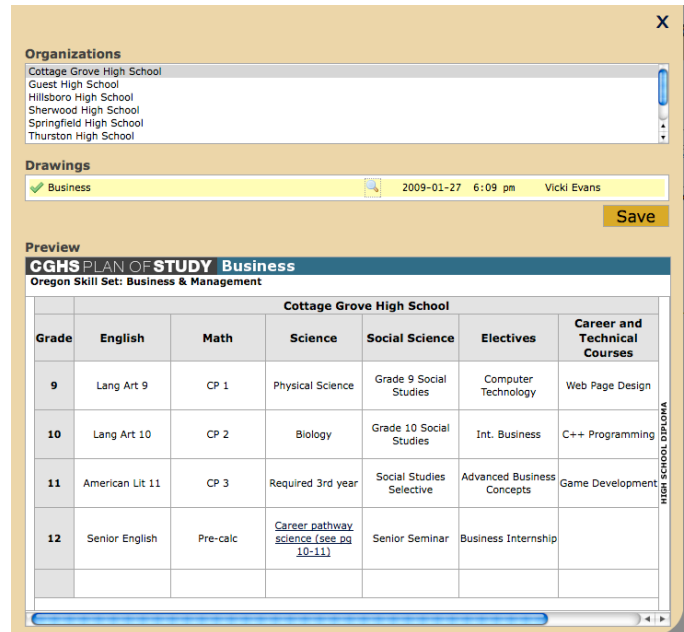 X
Organizations
Cottage Grove High School
Guest High School
Hillsboro High School
Sherwood High School
Springfield High School
Thurston High School
Drawings
Business 2009-01-27 6:09 pm Vicki Evans
Save
Preview
CGHS PLAN OF STUDY Business
Oregon Skill Set: Business & Management
Cottage Grove High School
Grade English Math Science Social Science Electives Career and Technical Courses
9 Lang Art 9 CP 1 Physical Science Grade 9 Social Studies Computer Technology Web Page Design
10 Lang Art 10 CP 2 Biology Grade 10 Social Studies Int. Business C++ Programming
11 American Lit 11 CP 3 Required 3rd year Social Studies Selective Advanced Business Concepts Game Development
12 Senior English Pre-calc Career pathway science (see pg 10-11) Senior Seminar Business Internship
HIGH SCHOOL DIPLOMA